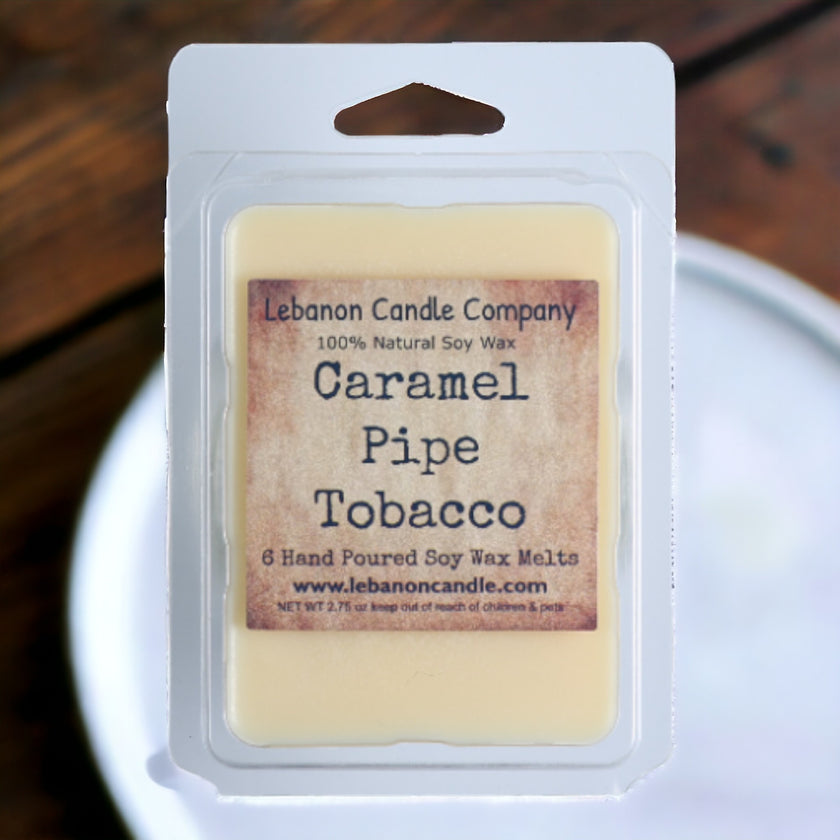 Lebanon Candle Company
100% Natural Soy Wax
Caramel
Pipe
Tobacco
6 Hand Poured Soy Wax Melts
www.lebanoncandle.com
NET WT 2.75 oz keep out of reach of children & pets